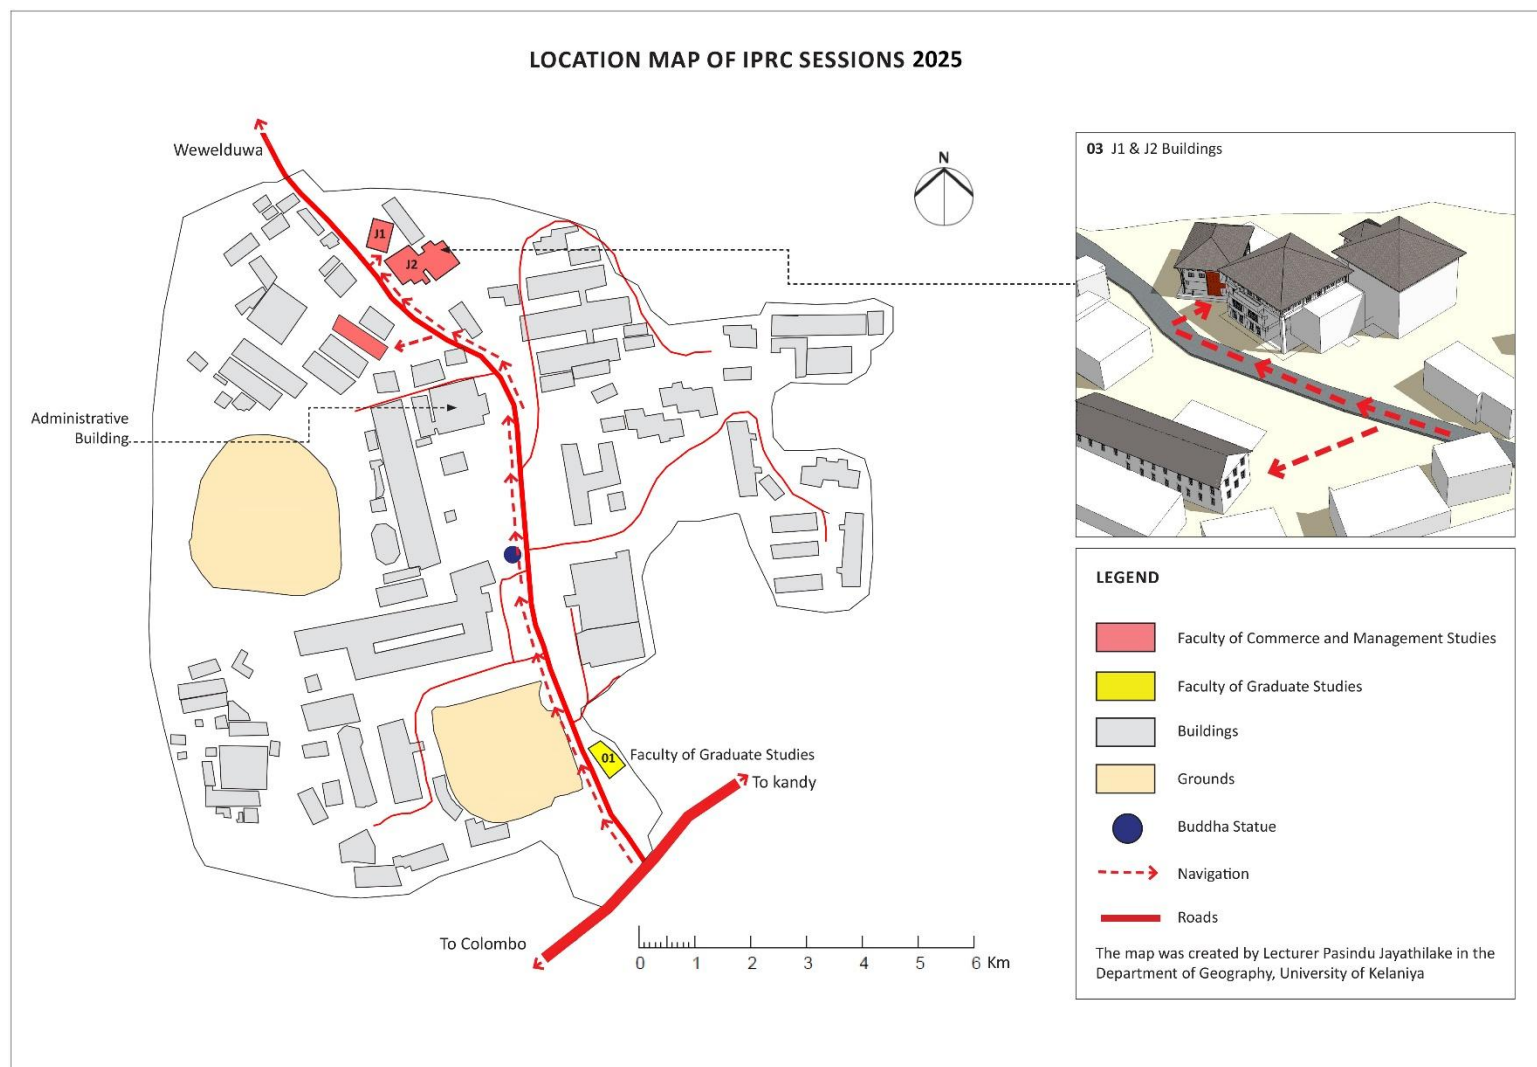 LOCATION MAP OF IPRC SESSIONS 2025
Wewelduwa
N
03 J1 & J2 Buildings
J1
J2
Administrative
Building
01
Faculty of Graduate Studies
To kandy
To Colombo
0 1 2 3 4 5 6 Km
LEGEND
Faculty of Commerce and Management Studies
Faculty of Graduate Studies
Buildings
Grounds
Buddha Statue
Navigation
Roads
The map was created by Lecturer Pasindu Jayathilake in the
Department of Geography, University of Kelaniya